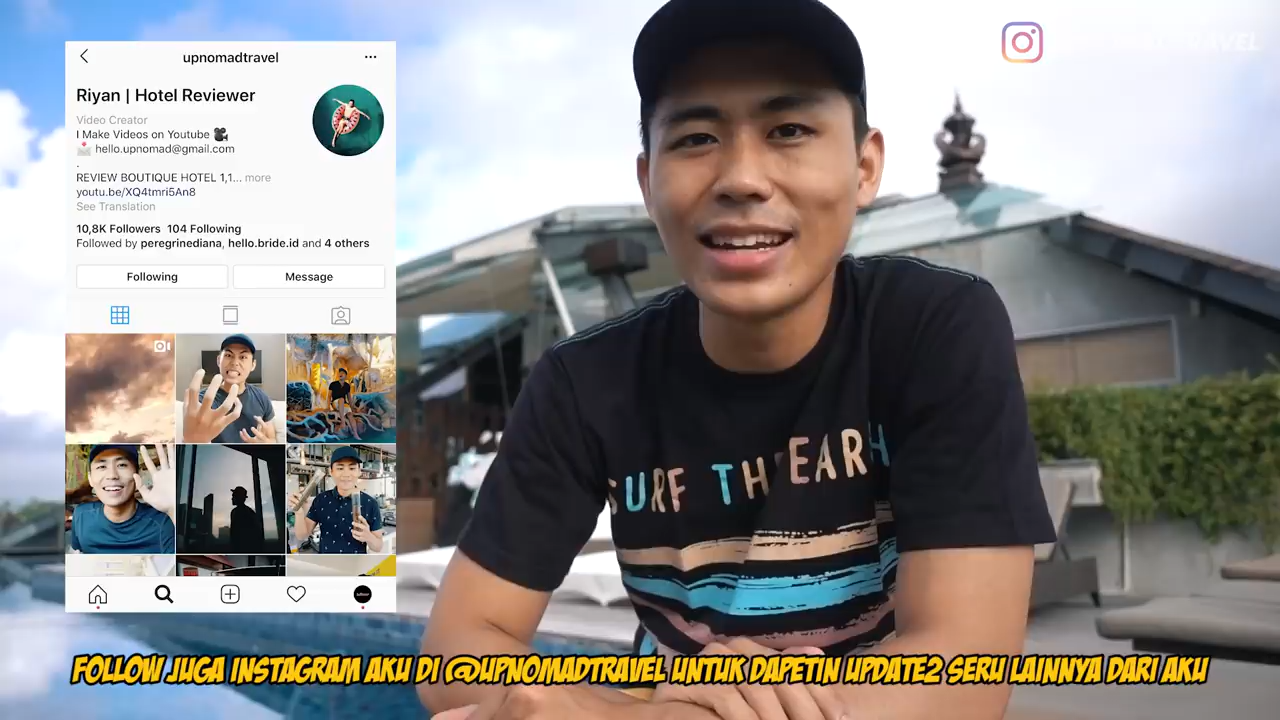 upnomadtravel
Riyan | Hotel Reviewer
Video Creator
I Make Videos on Youtube 🎥
📩 hello.upnomad@gmail.com
.
REVIEW BOUTIQUE HOTEL 1,1... more
youtu.be/XQ4tmri5An8
See Translation
10,8K Followers 104 Following
Followed by peregrinediana, hello.bride.id and 4 others
Following Message
SURF THE EARTH
FOLLOW JUGA INSTAGRAM AKU DI @UPNOMADTRAVEL UNTUK DAPETIN UPDATE2 SERU LAINNYA DARI AKU